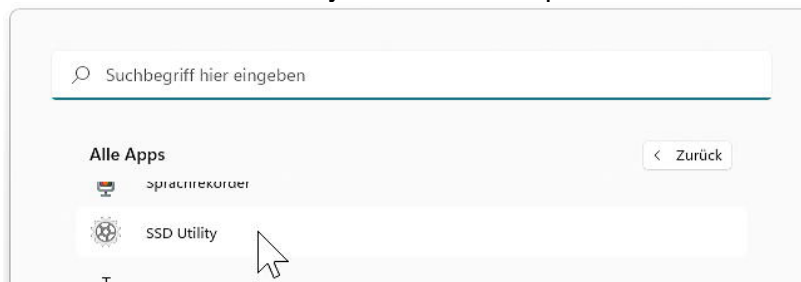 Suchbegriff hier eingeben
Alle Apps
< Zurück
Sprachrekorder
SSD Utility